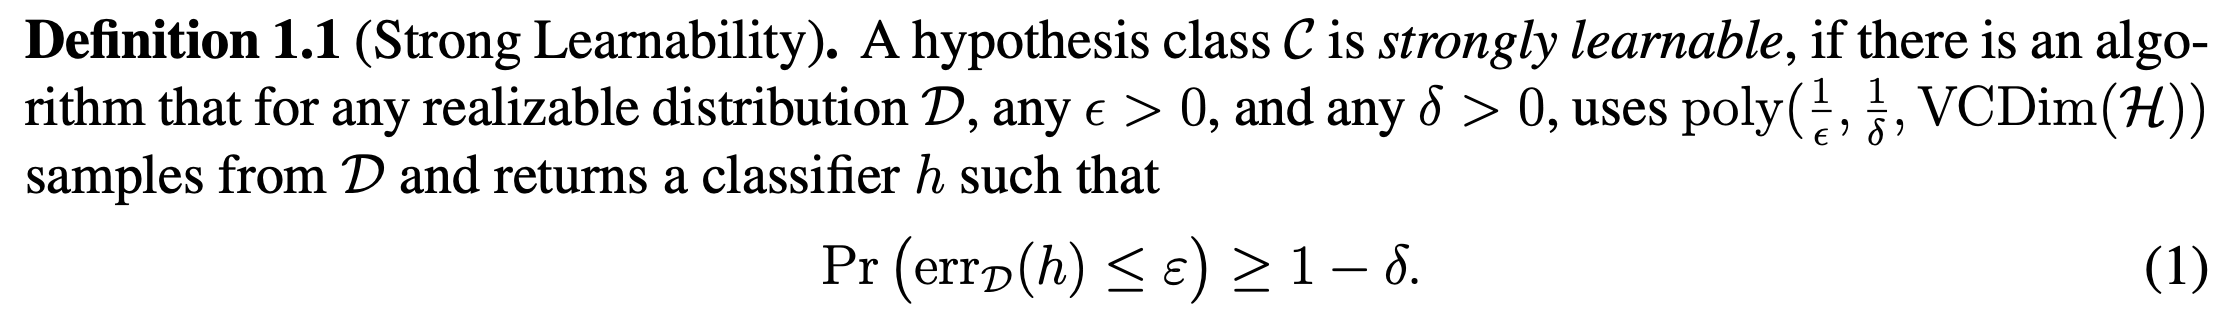 Definition 1.1 (Strong Learnability). A hypothesis class 𝒞 is strongly learnable, if there is an algo-
rithm that for any realizable distribution 𝒟, any ϵ > 0, and any δ > 0, uses poly(1/ϵ, 1/δ, VCDim(ℋ))
samples from 𝒟 and returns a classifier h such that
Pr (err_𝒟(h) ≤ ε) ≥ 1 − δ. (1)